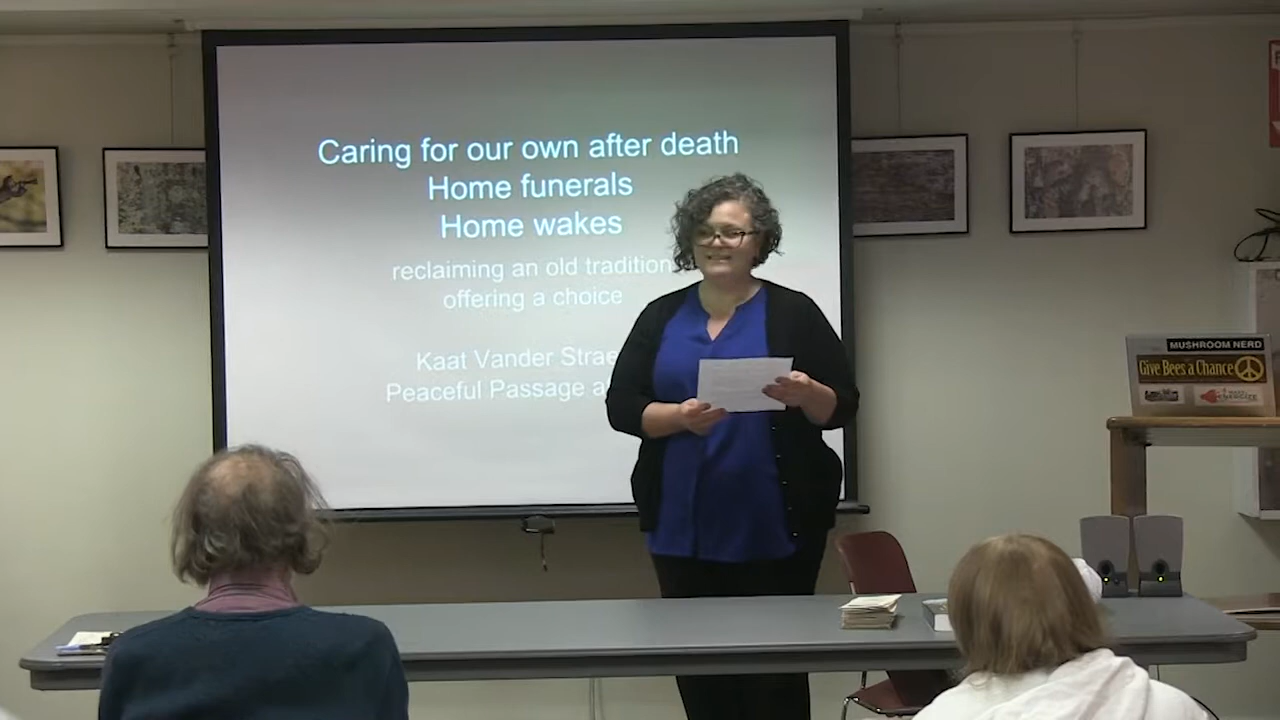 Caring for our own after death
Home funerals
Home wakes
reclaiming an old tradition
offering a choice
Kaat Vander
Peaceful Passage
MUSHROOM NERD
Give Bees a Chance